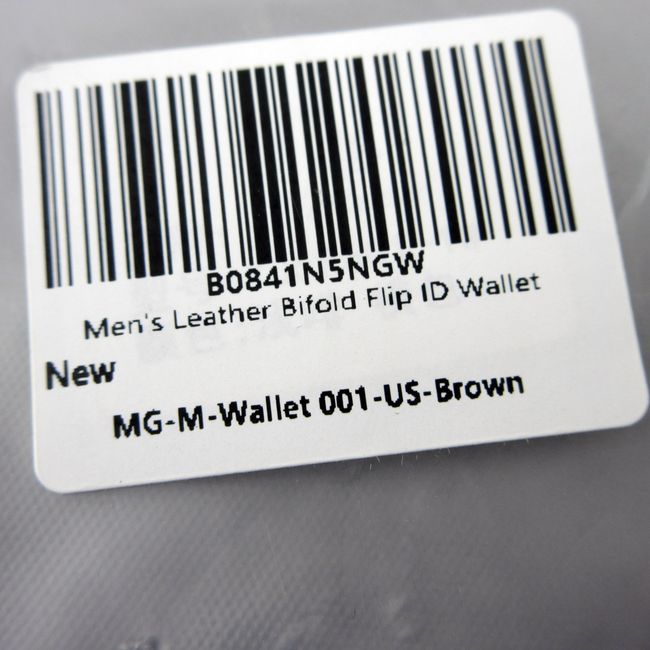 B0841N5NGW
Men's Leather Bifold Flip ID Wallet
New
MG-M-Wallet 001-US-Brown